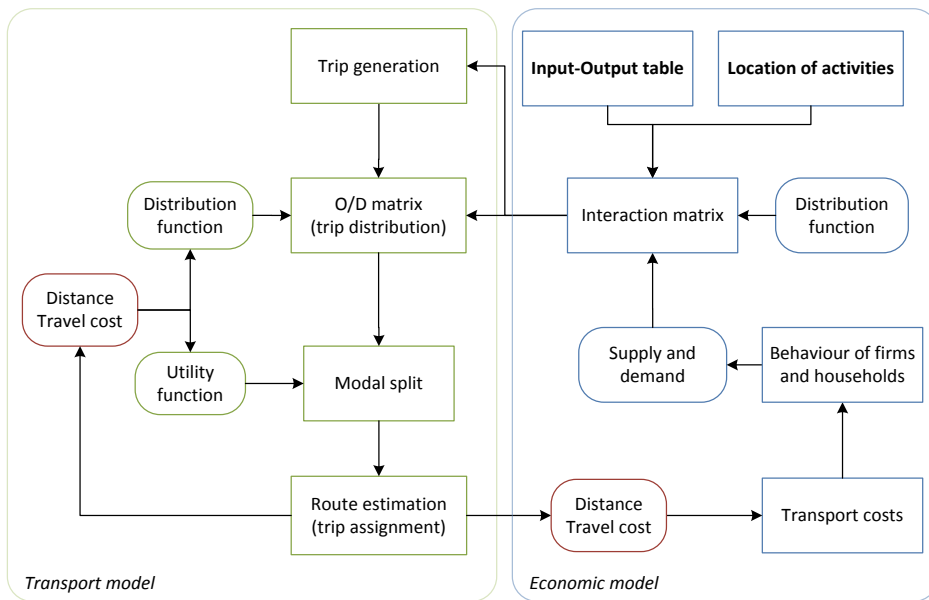 Trip generation
Input-Output table
Location of activities
Distribution
function
O/D matrix
(trip distribution)
Interaction matrix
Distribution
function
Distance
Travel cost
Utility
function
Modal split
Supply and
demand
Behaviour of firms
and households
Route estimation
(trip assignment)
Distance
Travel cost
Transport costs
Transport model
Economic model